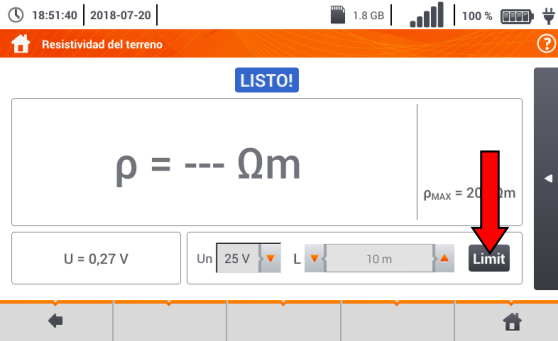 18:51:40 2018-07-20 1.8 GB 100 %
Resistividad del terreno
LISTO!
ρ = --- Ωm
ρMAX =
U = 0,27 V
Un 25 V L 10 m Limit